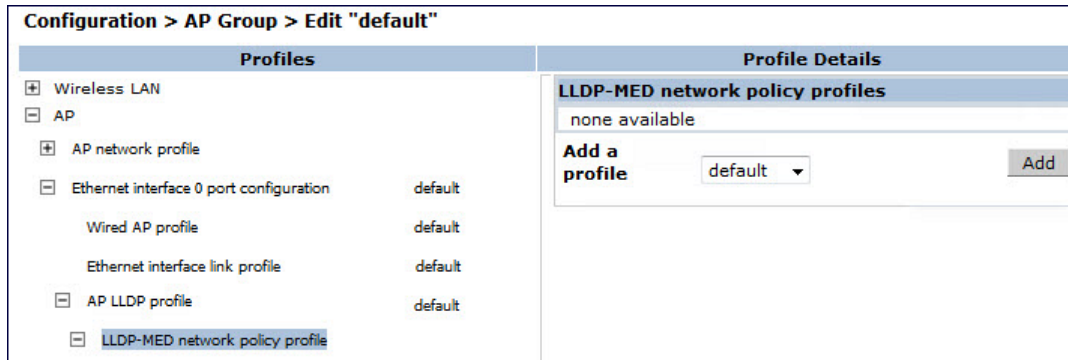 Configuration > AP Group > Edit "default"
Profiles
Wireless LAN
AP
AP network profile
Ethernet interface 0 port configuration default
Wired AP profile default
Ethernet interface link profile default
AP LLDP profile default
LLDP-MED network policy profile
Profile Details
LLDP-MED network policy profiles
none available
Add a profile default Add